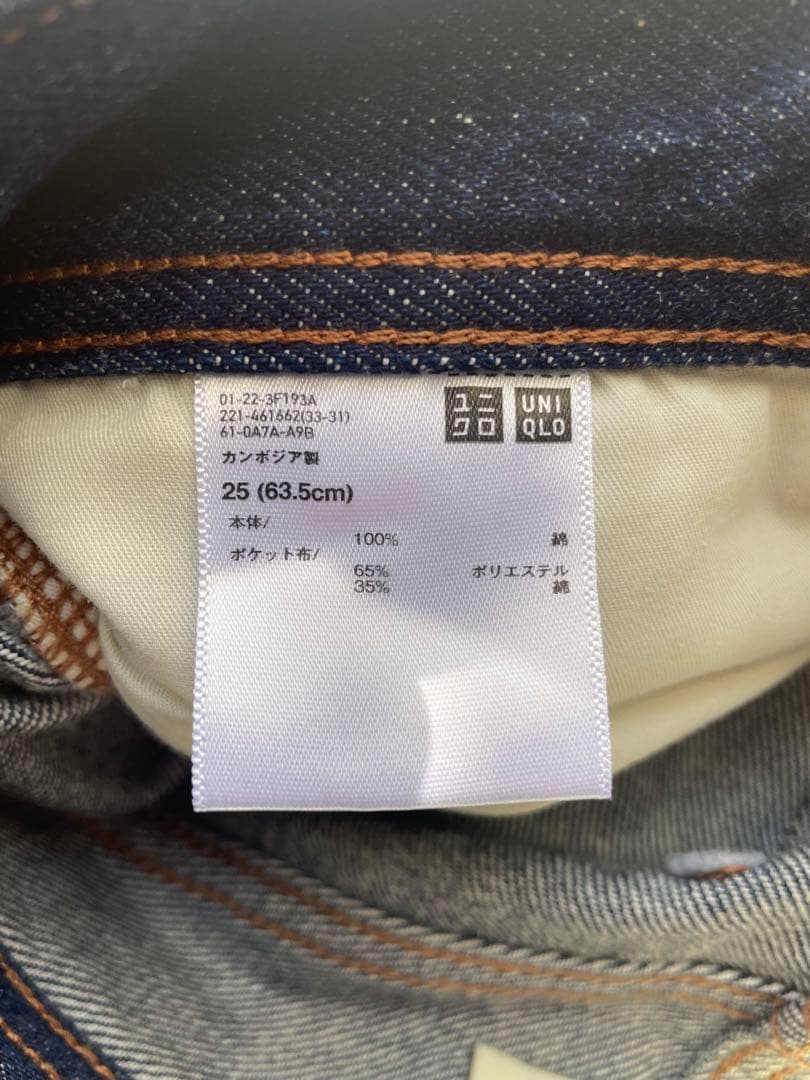 01-22-3F193A
221-461662(33-31)
61-0A7A-A9B
ユニ
クロ
UNI
QLO
カンボジア製
25 (63.5cm)
本体/
100% 綿
ポケット布/
65% ポリエステル
35% 綿